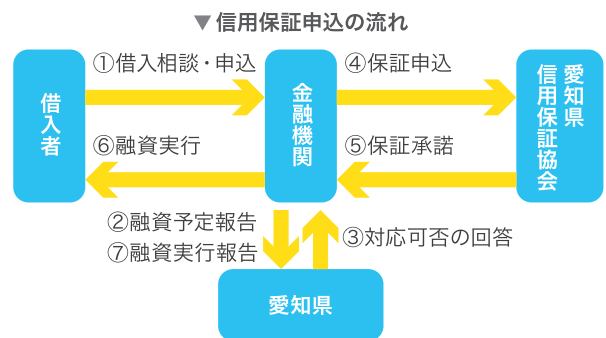 ▼信用保証申込の流れ
①借入相談・申込
④保証申込
借入者
金融機関
愛知県
信用保証協会
⑥融資実行
⑤保証承諾
②融資予定報告
⑦融資実行報告
③対応可否の回答
愛知県